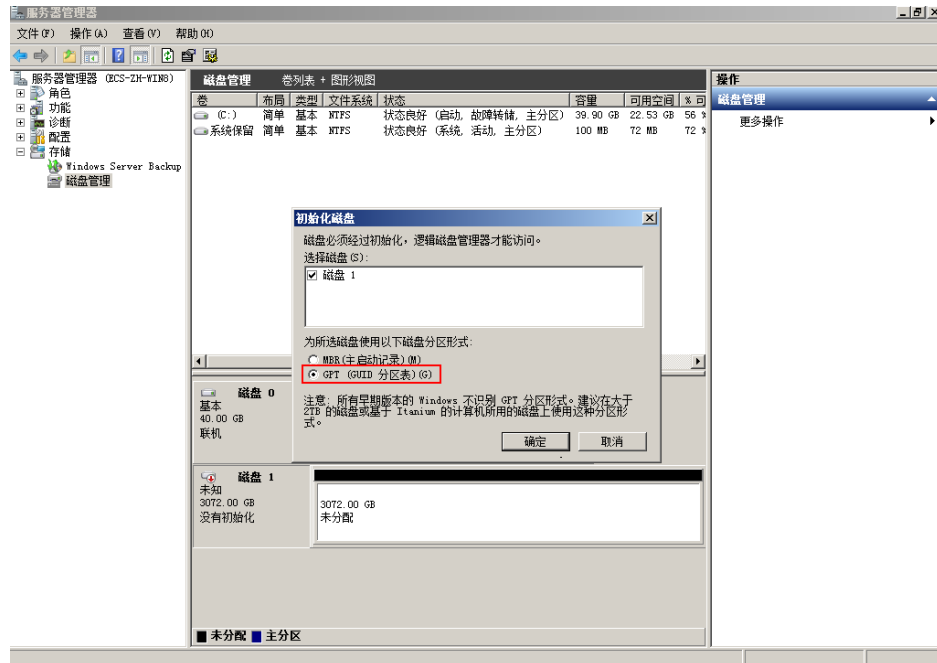 服务器管理器
文件(F) 操作(A) 查看(V) 帮助(H)
服务器管理器 (ECS-ZH-WIN8)
角色
功能
诊断
配置
存储
Windows Server Backup
磁盘管理
磁盘管理 卷列表 + 图形视图
卷 布局 类型 文件系统 状态 容量 可用空间 % 可
(C:) 简单 基本 NTFS 状态良好 (启动, 故障转储, 主分区) 39.90 GB 22.53 GB 56 %
系统保留 简单 基本 NTFS 状态良好 (系统, 活动, 主分区) 100 MB 72 MB 72 %
操作
磁盘管理
更多操作
初始化磁盘
磁盘必须经过初始化，逻辑磁盘管理器才能访问。
选择磁盘(S):
磁盘 1
为所选磁盘使用以下磁盘分区形式:
MBR(主启动记录)(M)
GPT (GUID 分区表)(G)
注意: 所有早期版本的 Windows 不识别 GPT 分区形式。建议在大于
2TB 的磁盘或基于 Itanium 的计算机所用的磁盘上使用这种分区形
式。
确定 取消
磁盘 0
基本
40.00 GB
联机
磁盘 1
未知
3072.00 GB
没有初始化
3072.00 GB
未分配
未分配 主分区